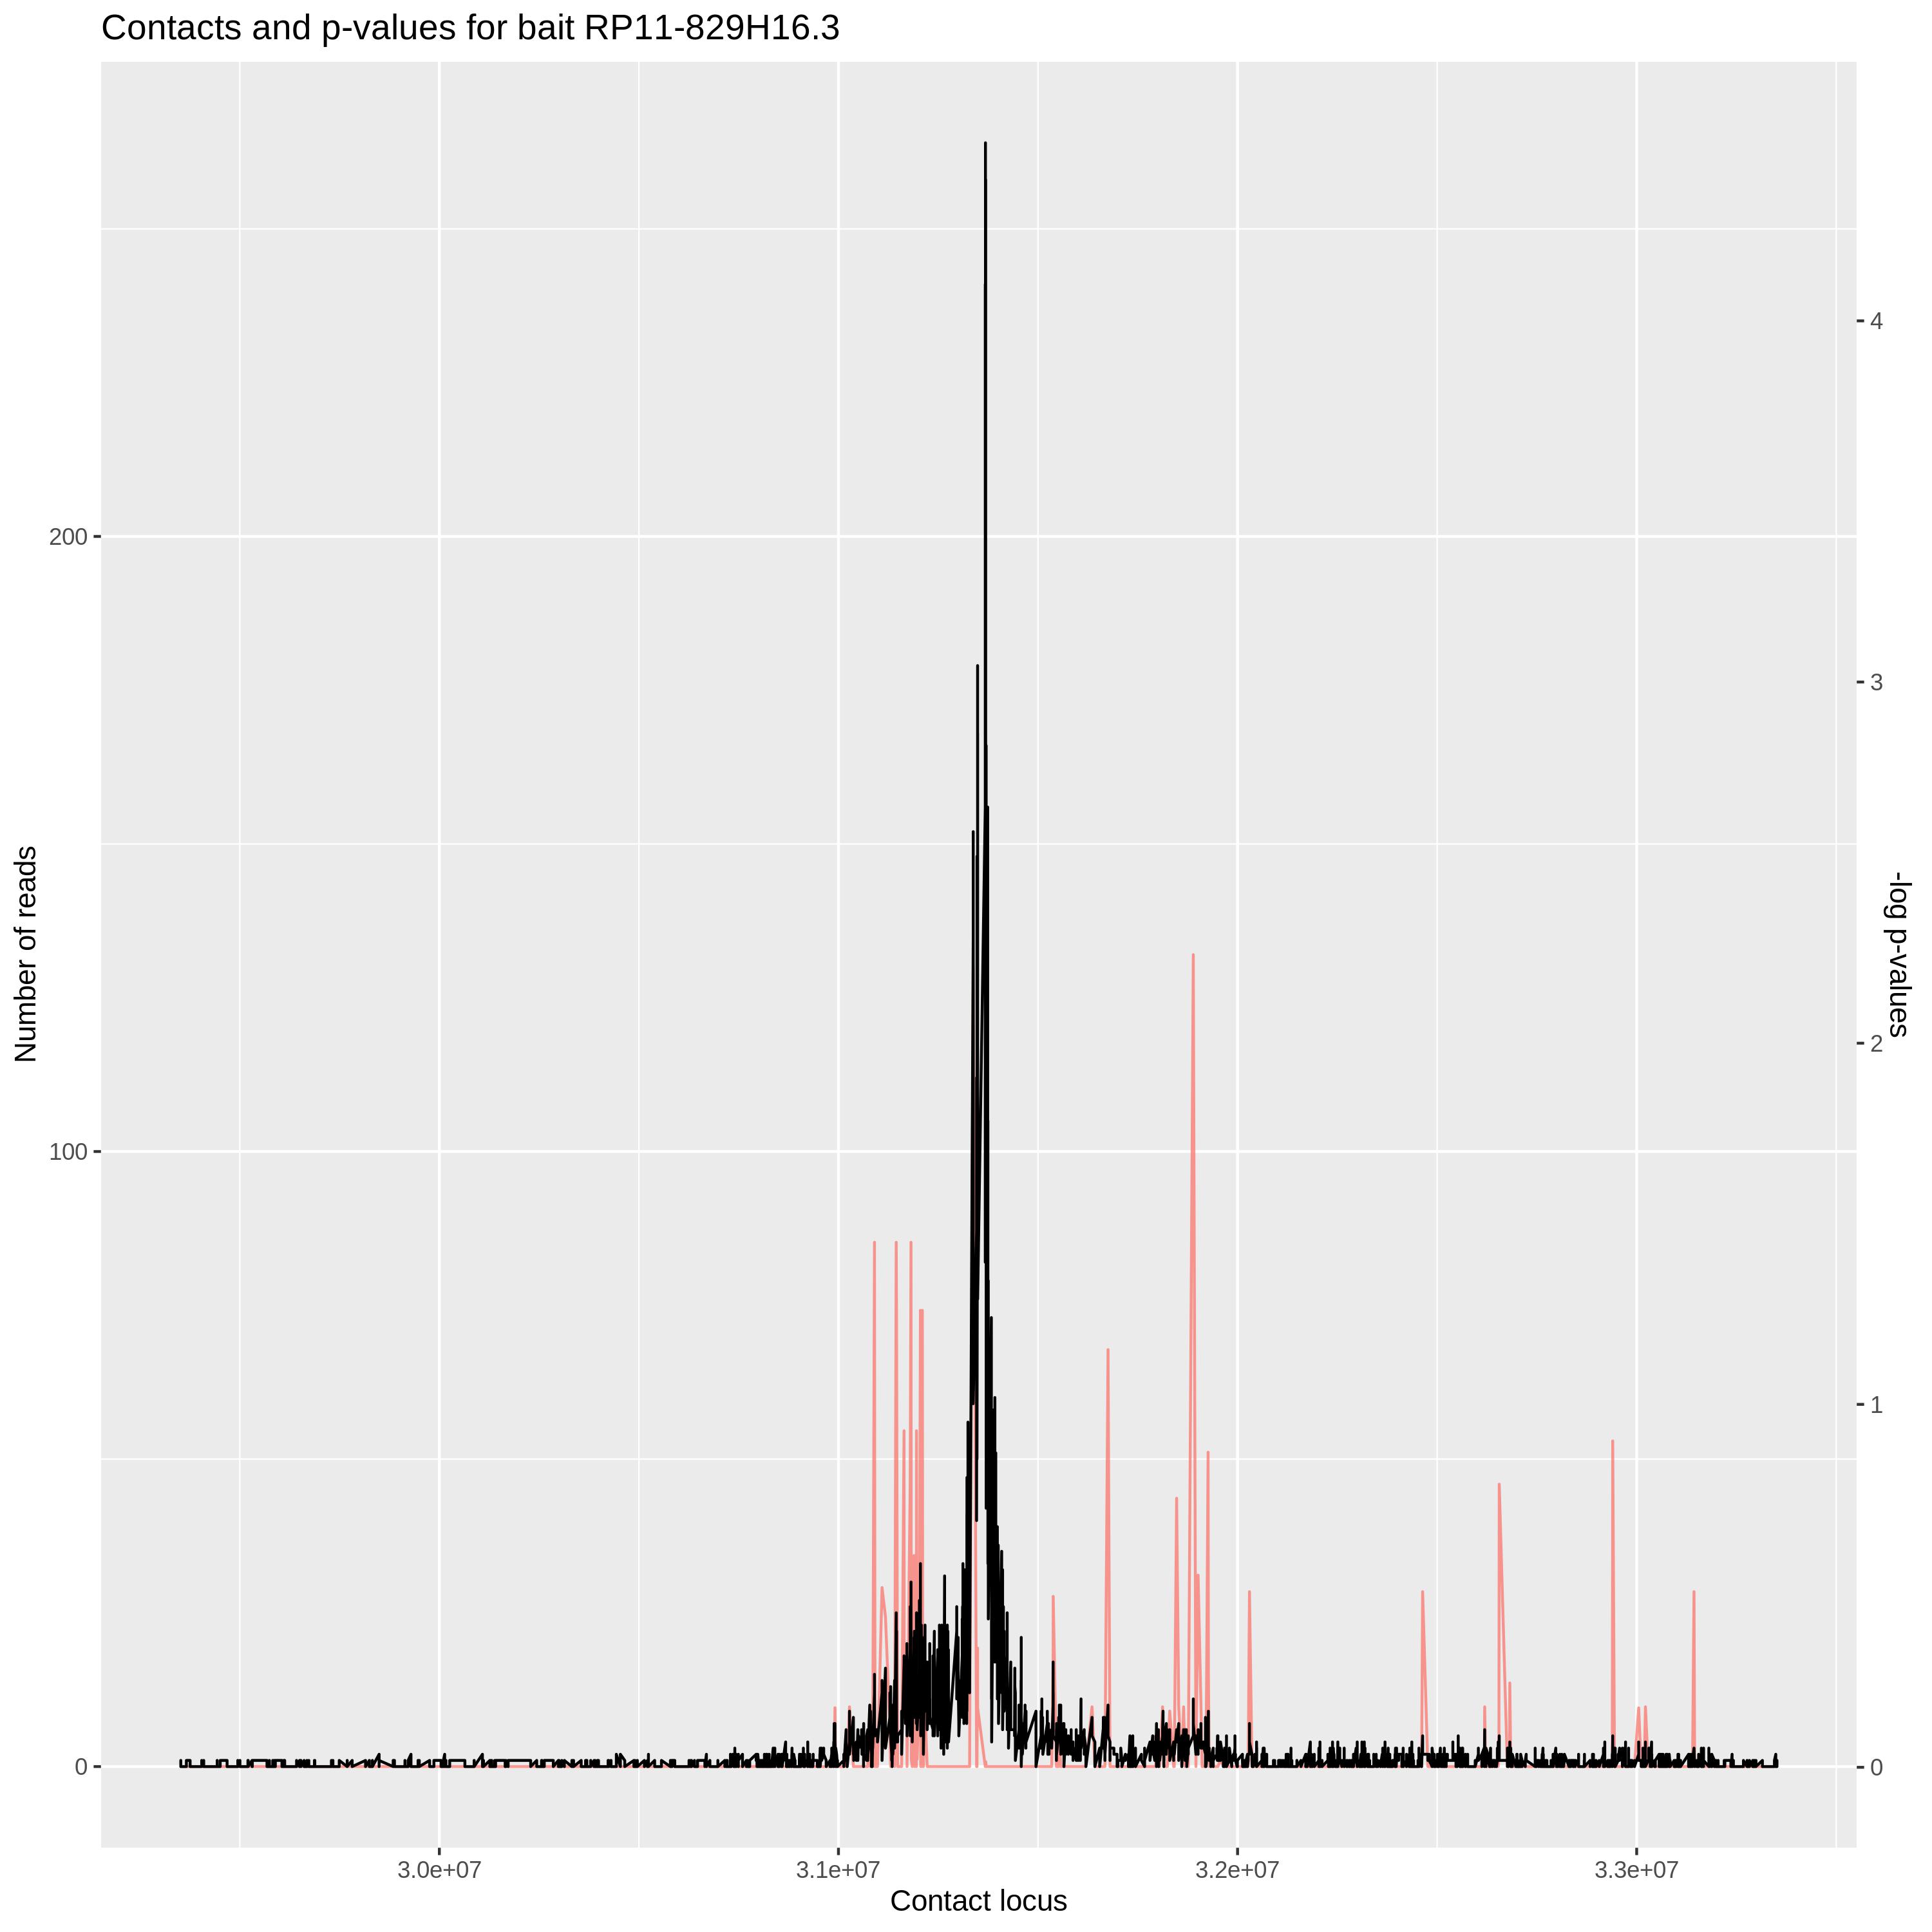 Contacts and p-values for bait RP11-829H16.3
200
100
0
Number of reads
4
3
2
1
0
-log p-values
3.0e+07
3.1e+07
3.2e+07
3.3e+07
Contact locus